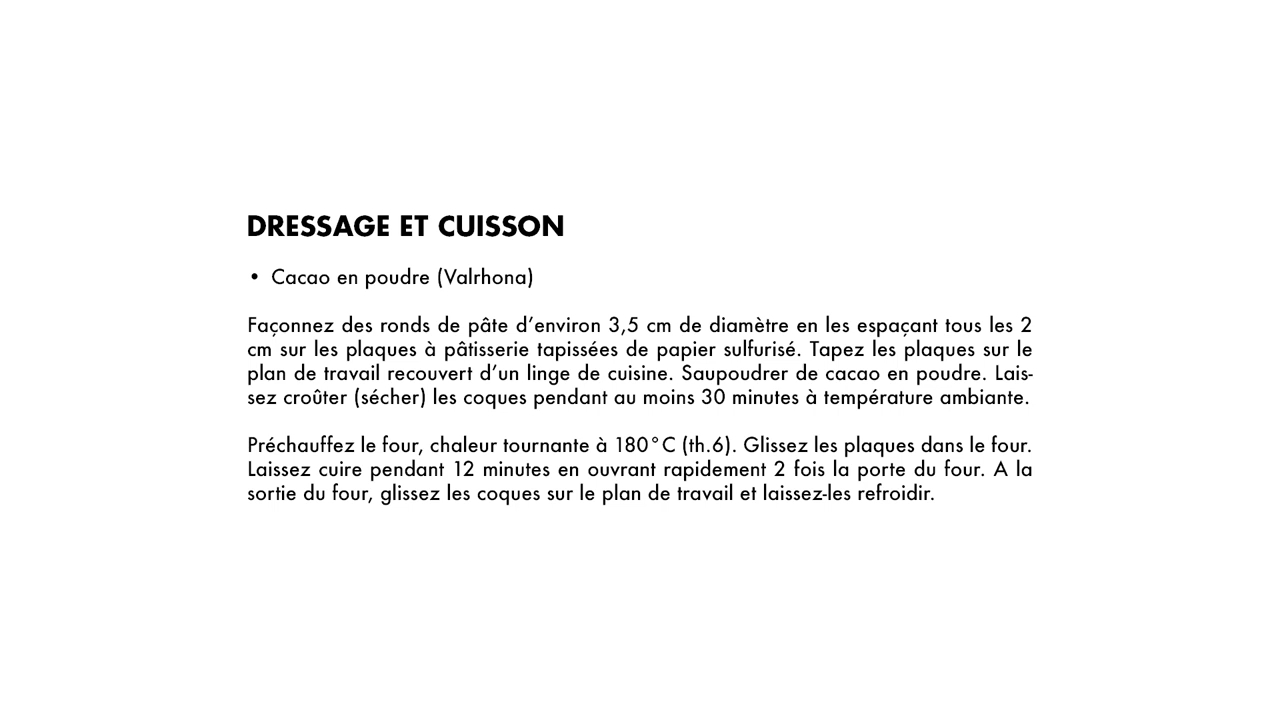 DRESSAGE ET CUISSON
• Cacao en poudre (Valrhona)
Façonnez des ronds de pâte d’environ 3,5 cm de diamètre en les espaçant tous les 2
cm sur les plaques à pâtisserie tapissées de papier sulfurisé. Tapez les plaques sur le
plan de travail recouvert d’un linge de cuisine. Saupoudrer de cacao en poudre. Lais-
sez croûter (sécher) les coques pendant au moins 30 minutes à température ambiante.
Préchauffez le four, chaleur tournante à 180°C (th.6). Glissez les plaques dans le four.
Laissez cuire pendant 12 minutes en ouvrant rapidement 2 fois la porte du four. A la
sortie du four, glissez les coques sur le plan de travail et laissez-les refroidir.